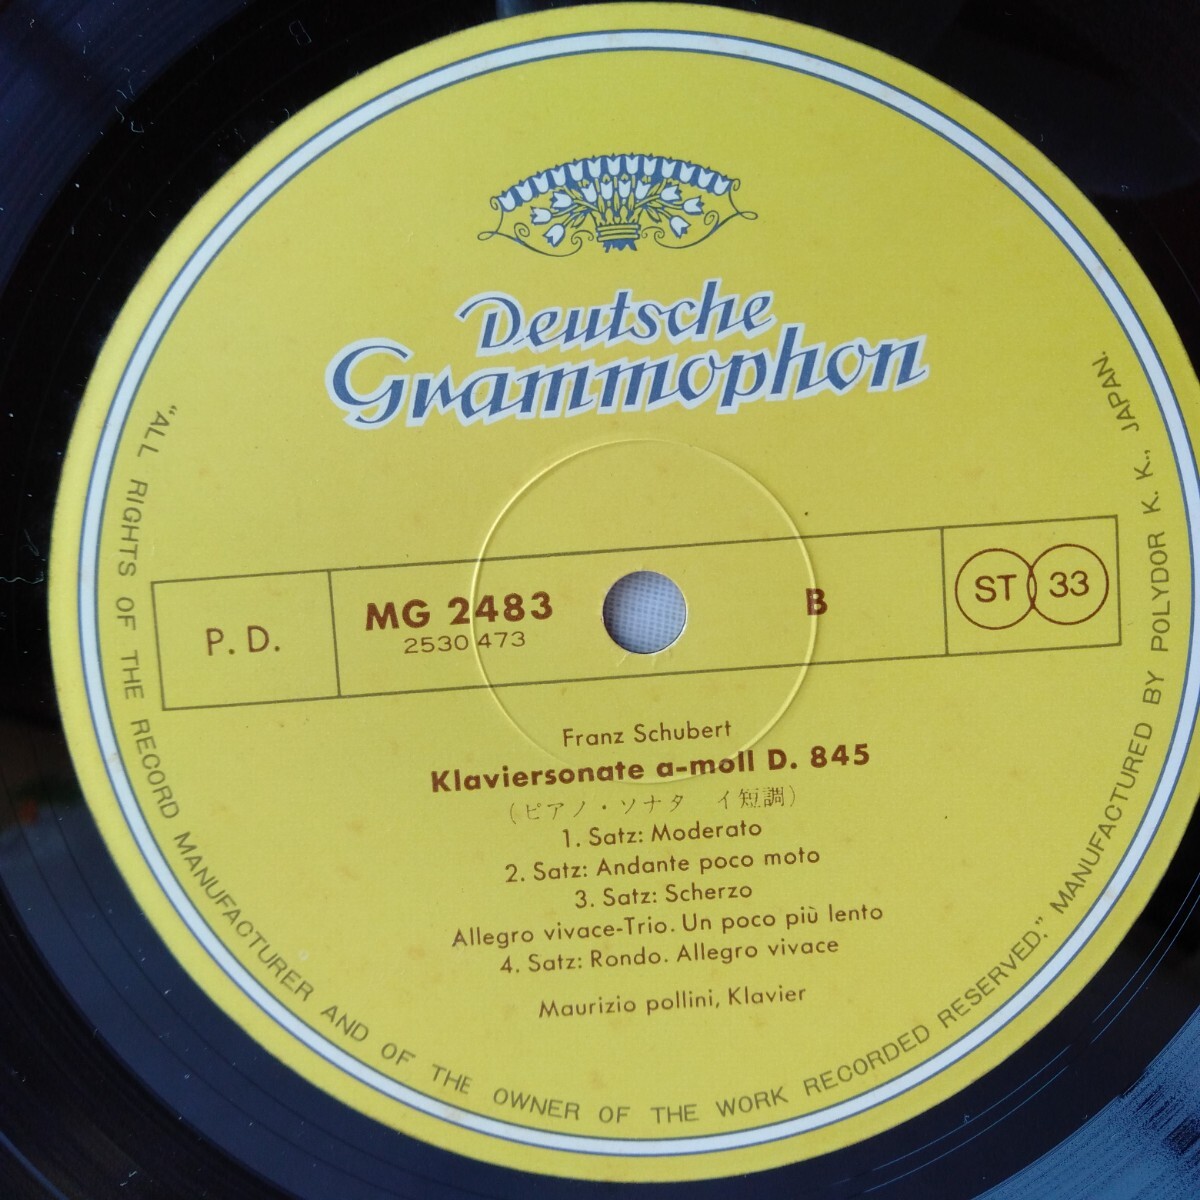 Deutsche
Grammophon
P. D.
MG 2483
2530 473
B
ST 33
Franz Schubert
Klaviersonate a-moll D. 845
(ピアノ・ソナタ イ短調)
1. Satz: Moderato
2. Satz: Andante poco moto
3. Satz: Scherzo
Allegro vivace-Trio. Un poco più lento
4. Satz: Rondo. Allegro vivace
Maurizio pollini, Klavier
"ALL RIGHTS OF THE RECORD MANUFACTURER AND OF THE OWNER OF THE WORK RECORDED RESERVED." MANUFACTURED BY POLYDOR K. K., JAPAN.